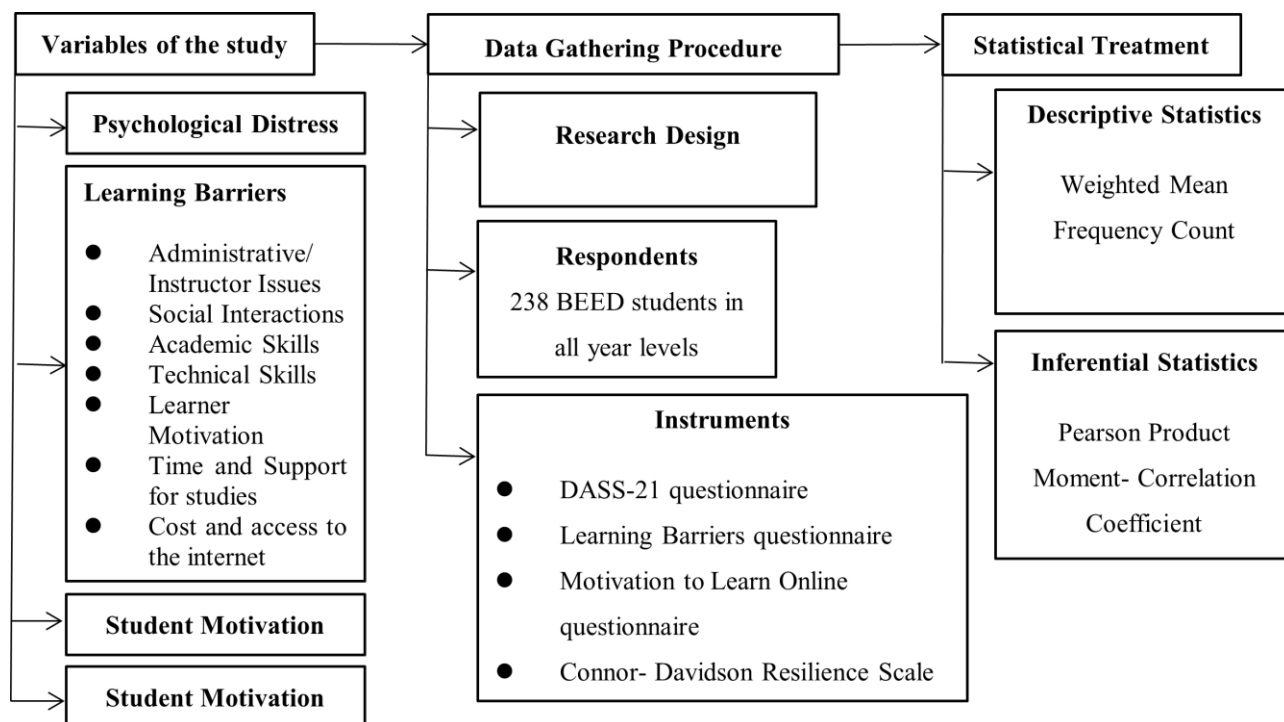 Variables of the study
Psychological Distress
Learning Barriers
● Administrative/
Instructor Issues
● Social Interactions
● Academic Skills
● Technical Skills
● Learner
Motivation
● Time and Support
for studies
● Cost and access to
the internet
Student Motivation
Student Motivation
Data Gathering Procedure
Research Design
Respondents
238 BEED students in
all year levels
Instruments
● DASS-21 questionnaire
● Learning Barriers questionnaire
● Motivation to Learn Online
questionnaire
● Connor- Davidson Resilience Scale
Statistical Treatment
Descriptive Statistics
Weighted Mean
Frequency Count
Inferential Statistics
Pearson Product
Moment- Correlation
Coefficient